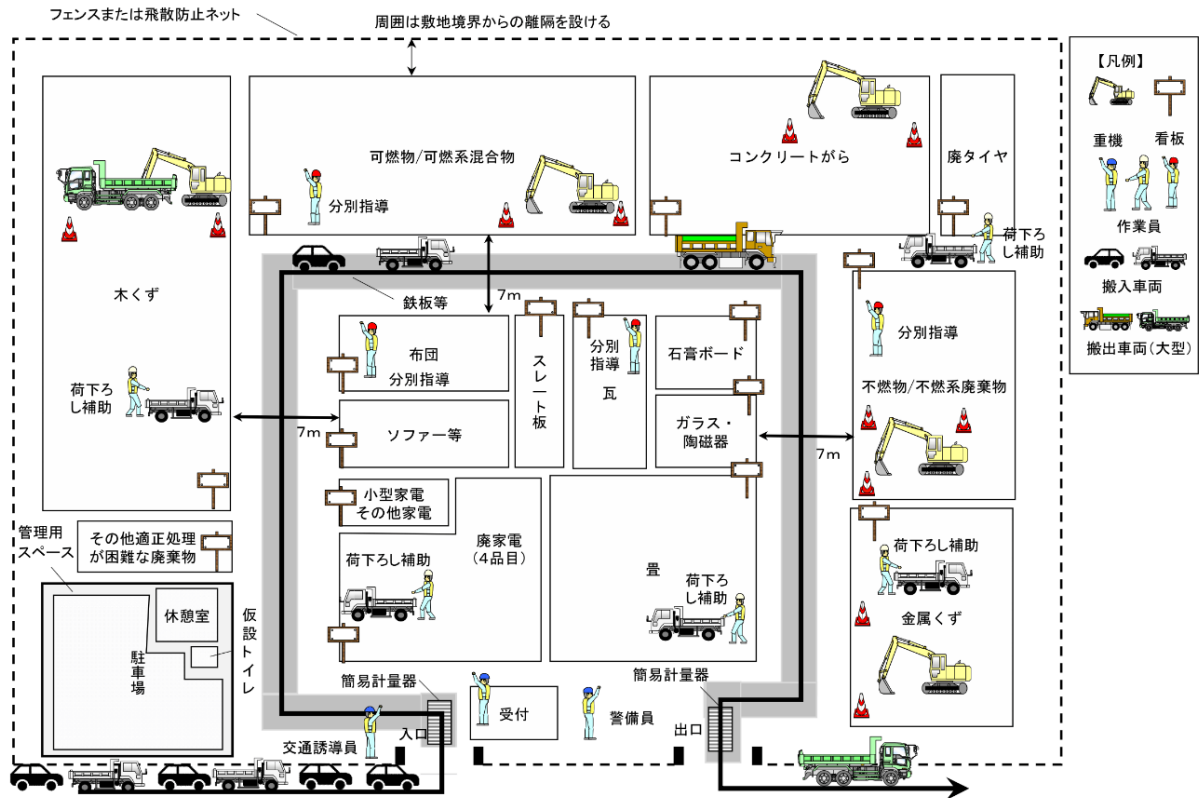 フェンスまたは飛散防止ネット
周囲は敷地境界からの離隔を設ける
【凡例】
重機
看板
作業員
搬入車両
搬出車両(大型)
可燃物/可燃系混合物
分別指導
コンクリートがら
廃タイヤ
荷下ろ
し補助
木くず
鉄板等
7m
布団
分別指導
スレート板
分別
指導
瓦
石膏ボード
分別指導
不燃物/不燃系廃棄物
荷下ろ
し補助
7m
ソファー等
ガラス・
陶磁器
7m
小型家電
その他家電
廃家電
(4品目)
荷下ろし補助
畳
荷下ろ
し補助
荷下ろし補助
金属くず
管理用
スペース
その他適正処理
が困難な廃棄物
休憩室
仮設トイレ
駐車場
簡易計量器
簡易計量器
受付
警備員
入口
出口
交通誘導員